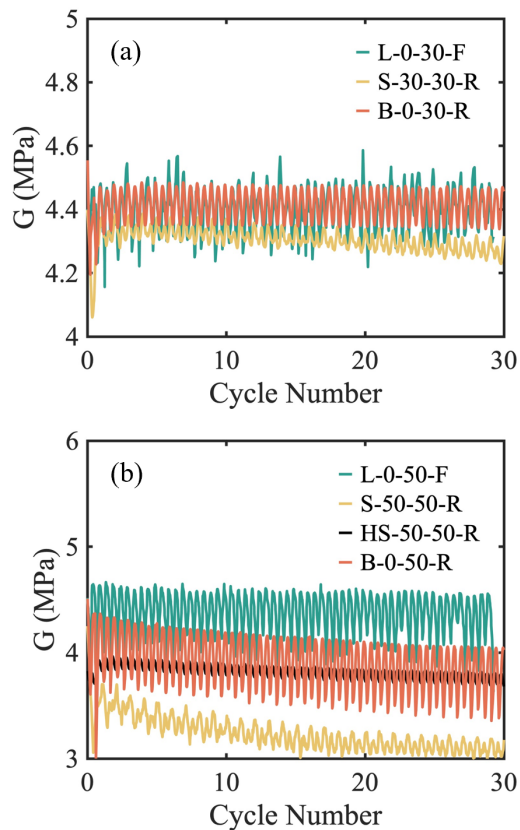 (a)
L-0-30-F
S-30-30-R
B-0-30-R
G (MPa)
5
4.8
4.6
4.4
4.2
4
0 10 20 30
Cycle Number
(b)
L-0-50-F
S-50-50-R
HS-50-50-R
B-0-50-R
G (MPa)
6
5
4
3
0 10 20 30
Cycle Number